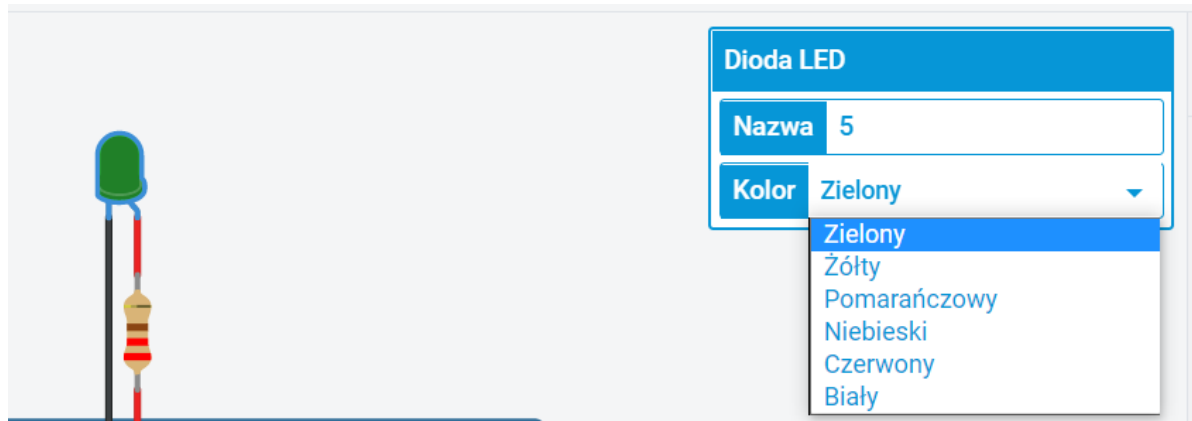 Dioda LED
Nazwa 5
Kolor Zielony
Zielony
Żółty
Pomarańczowy
Niebieski
Czerwony
Biały